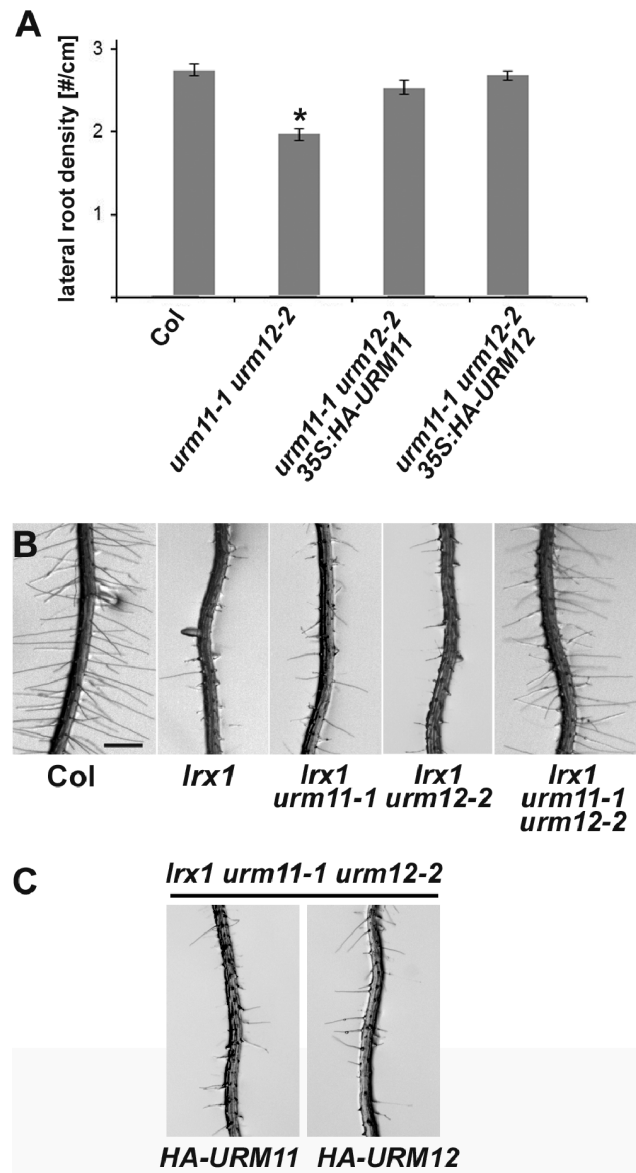 A
lateral root density [#/cm]
3
2
1
*
Col
urm11-1 urm12-2
urm11-1 urm12-2
35S:HA-URM11
urm11-1 urm12-2
35S:HA-URM12
B
Col
lrx1
lrx1
urm11-1
lrx1
urm12-2
lrx1
urm11-1
urm12-2
C
lrx1 urm11-1 urm12-2
HA-URM11
HA-URM12